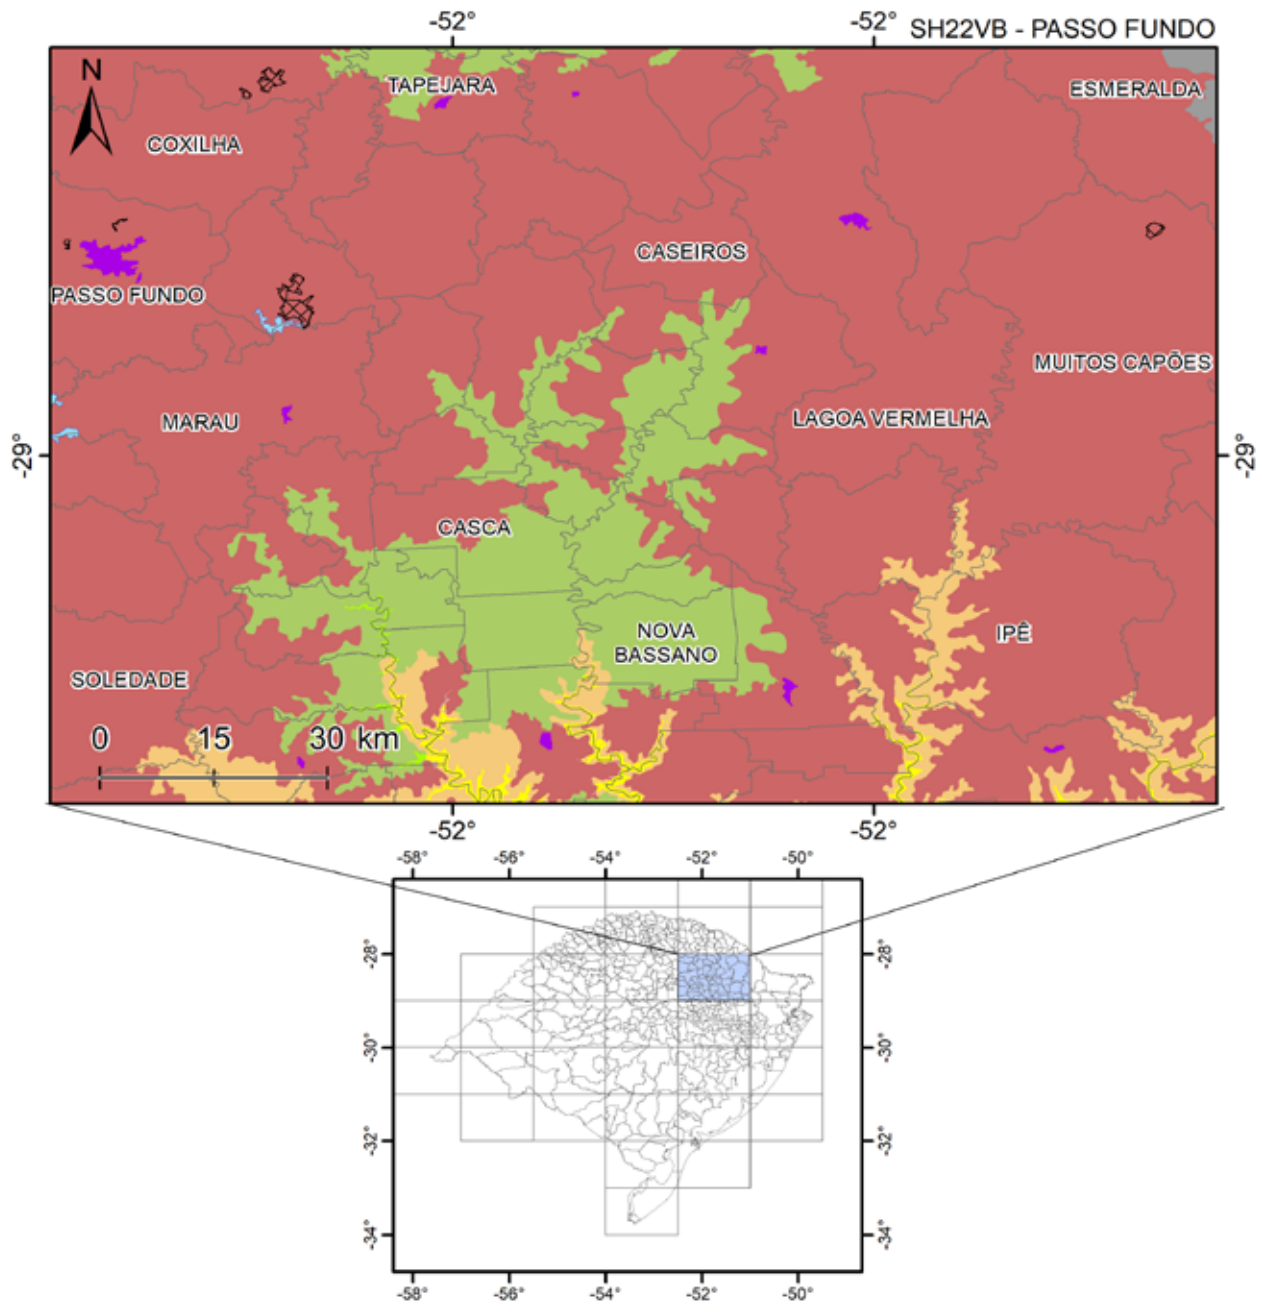 -52° -52° SH22VB - PASSO FUNDO
N
TAPEJARA
ESMERALDA
COXILHA
CASEIROS
PASSO FUNDO
MUITOS CAPÕES
MARAU
LAGOA VERMELHA
-29° -29°
CASCA
NOVA
BASSANO
IPÊ
SOLEDADE
0 15 30 km
-52° -52°
-58° -56° -54° -52° -50°
-28° -28°
-30° -30°
-32° -32°
-34° -34°
-58° -56° -54° -52° -50°